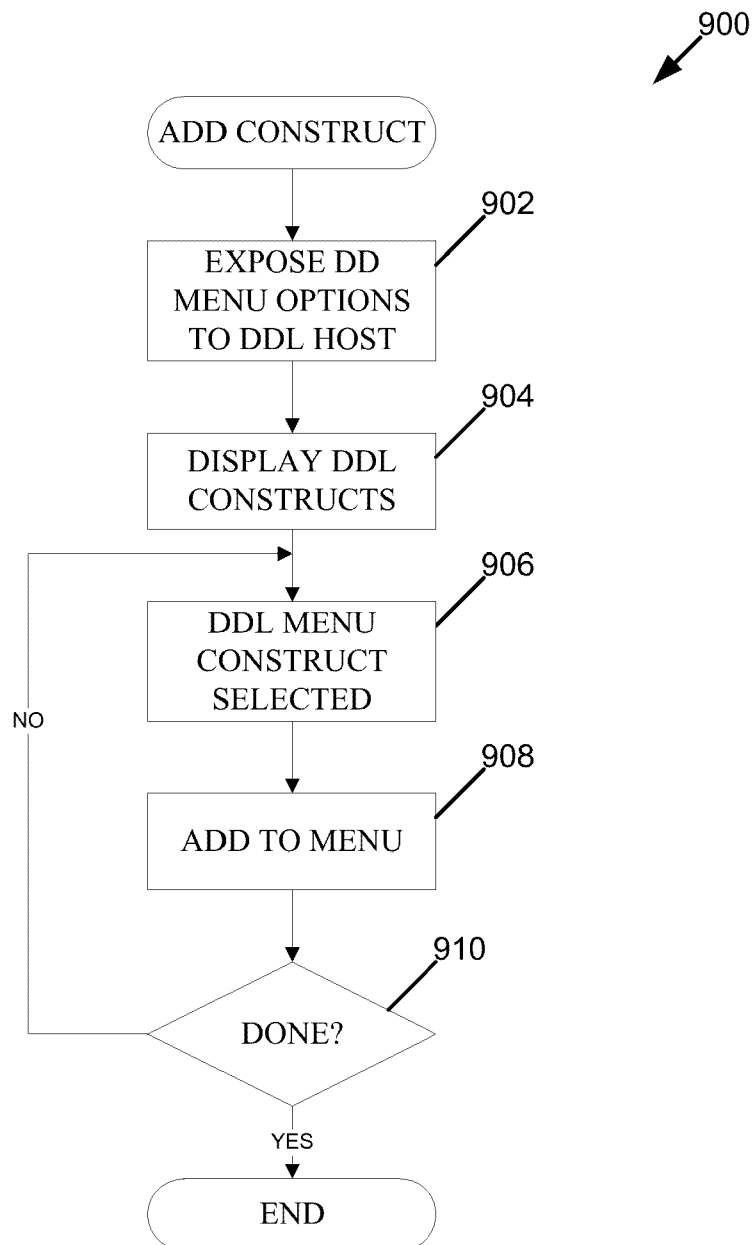 900
ADD CONSTRUCT
902
EXPOSE DD
MENU OPTIONS
TO DDL HOST
904
DISPLAY DDL
CONSTRUCTS
906
DDL MENU
CONSTRUCT
SELECTED
NO
908
ADD TO MENU
910
DONE?
YES
END